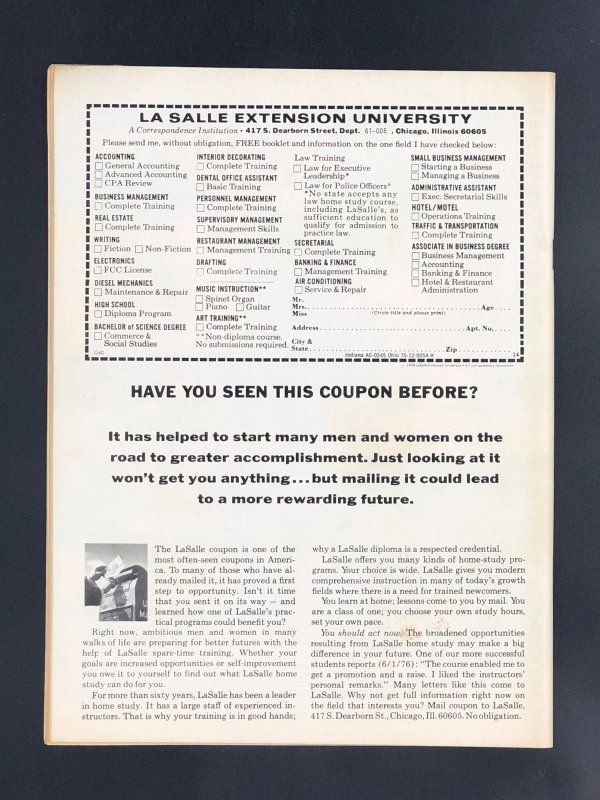 LA SALLE EXTENSION UNIVERSITY
A Correspondence Institution • 417 S. Dearborn Street, Dept. 61-005 , Chicago, Illinois 60605
Please send me, without obligation, FREE booklet and information on the one field I have checked below:
ACCOUNTING
General Accounting
Advanced Accounting
CPA Review
BUSINESS MANAGEMENT
Complete Training
REAL ESTATE
Complete Training
WRITING
Fiction Non-Fiction
ELECTRONICS
FCC License
DIESEL MECHANICS
Maintenance & Repair
HIGH SCHOOL
Diploma Program
BACHELOR of SCIENCE DEGREE
Commerce &
Social Studies
INTERIOR DECORATING
Complete Training
DENTAL OFFICE ASSISTANT
Basic Training
PERSONNEL MANAGEMENT
Complete Training
SUPERVISORY MANAGEMENT
Management Skills
RESTAURANT MANAGEMENT
Management Training
DRAFTING
Complete Training
MUSIC INSTRUCTION**
Spinet Organ
Piano Guitar
ART TRAINING**
Complete Training
**Non-diploma course.
No submissions required.
Law Training
Law for Executive
Leadership*
Law for Police Officers*
*No state accepts any
law home study course,
including LaSalle's, as
sufficient education to
qualify for admission to
practice law.
SECRETARIAL
Complete Training
BANKING & FINANCE
Management Training
AIR CONDITIONING
Service & Repair
SMALL BUSINESS MANAGEMENT
Starting a Business
Managing a Business
ADMINISTRATIVE ASSISTANT
Exec. Secretarial Skills
HOTEL/MOTEL
Operations Training
TRAFFIC & TRANSPORTATION
Complete Training
ASSOCIATE IN BUSINESS DEGREE
Business Management
Accounting
Banking & Finance
Hotel & Restaurant
Administration
Mr.
Mrs. Age
Miss (Circle title and please print)
Address Apt. No.
City &
State Zip
Indiana AC-0245 Ohio 70-12-0054 H 14
HAVE YOU SEEN THIS COUPON BEFORE?
It has helped to start many men and women on the
road to greater accomplishment. Just looking at it
won't get you anything...but mailing it could lead
to a more rewarding future.
The LaSalle coupon is one of the
most often-seen coupons in Ameri-
ca. To many of those who have al-
ready mailed it, it has proved a first
step to opportunity. Isn't it time
that you sent it on its way — and
learned how one of LaSalle's prac-
tical programs could benefit you?
Right now, ambitious men and women in many
walks of life are preparing for better futures with the
help of LaSalle spare-time training. Whether your
goals are increased opportunities or self-improvement
you owe it to yourself to find out what LaSalle home
study can do for you.
For more than sixty years, LaSalle has been a leader
in home study. It has a large staff of experienced in-
structors. That is why your training is in good hands;
why a LaSalle diploma is a respected credential.
LaSalle offers you many kinds of home-study pro-
grams. Your choice is wide. LaSalle gives you modern
comprehensive instruction in many of today's growth
fields where there is a need for trained newcomers.
You learn at home; lessons come to you by mail. You
are a class of one; you choose your own study hours,
set your own pace.
You should act now. The broadened opportunities
resulting from LaSalle home study may make a big
difference in your future. One of our more successful
students reports (6/1/76): "The course enabled me to
get a promotion and a raise. I liked the instructors'
personal remarks." Many letters like this come to
LaSalle. Why not get full information right now on
the field that interests you? Mail coupon to LaSalle,
417 S. Dearborn St., Chicago, Ill. 60605. No obligation.